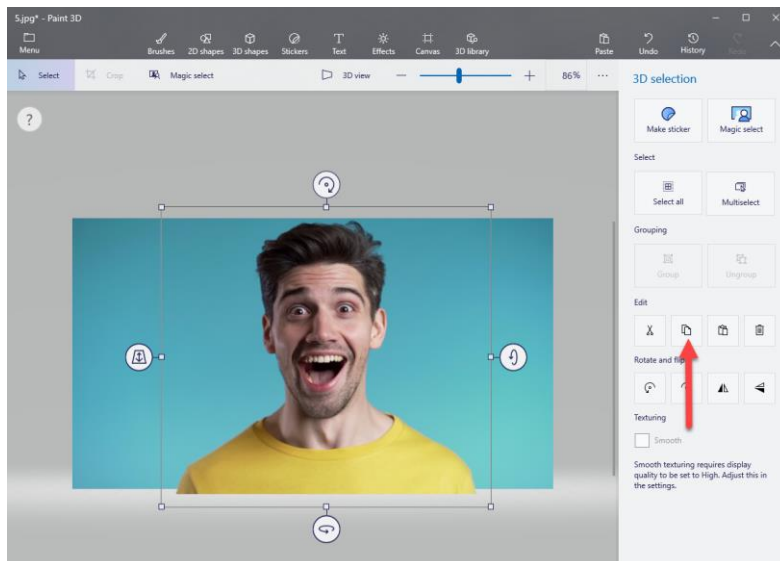 5.jpg* - Paint 3D
Menu
Brushes 2D shapes 3D shapes Stickers Text Effects Canvas 3D library Paste Undo History
Select Crop Magic select 3D view 86% ...
3D selection
?
Make sticker Magic select
Select
Select all Multiselect
Grouping
Group Ungroup
Edit
Rotate and flip
Texturing
Smooth
Smooth texturing requires display
quality to be set to High. Adjust this in
the settings.